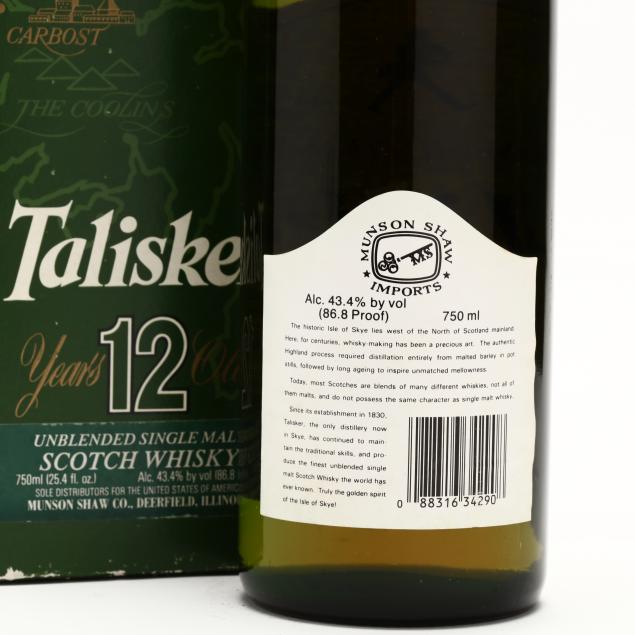 CARBOST
THE COOLINS
Taliske
Years 12 Old
UNBLENDED SINGLE MAL
SCOTCH WHISKY
750ml (25.4 fl. oz.) Alc. 43.4% by vol (86.8
SOLE DISTRIBUTORS FOR THE UNITED STATES OF AMERICA
MUNSON SHAW CO., DEERFIELD, ILLINO
MUNSON SHAW
MS
IMPORTS
Alc. 43.4% by vol
(86.8 Proof) 750 ml
The historic Isle of Skye lies west of the North of Scotland mainland.
Here, for centuries, whisky-making has been a precious art. The authentic
Highland process required distillation entirely from malted barley in pot
stills, followed by long ageing to inspire unmatched mellowness.
Today, most Scotches are blends of many different whiskies, not all of
them malts, and do not possess the same character as single malt whisky.
Since its establishment in 1830,
Talisker, the only distillery now
in Skye, has continued to main-
tain the traditional skills, and pro-
duce the finest unblended single
malt Scotch Whisky the world has
ever known. Truly the golden spirit
of the Isle of Skye!
0 88316 34290